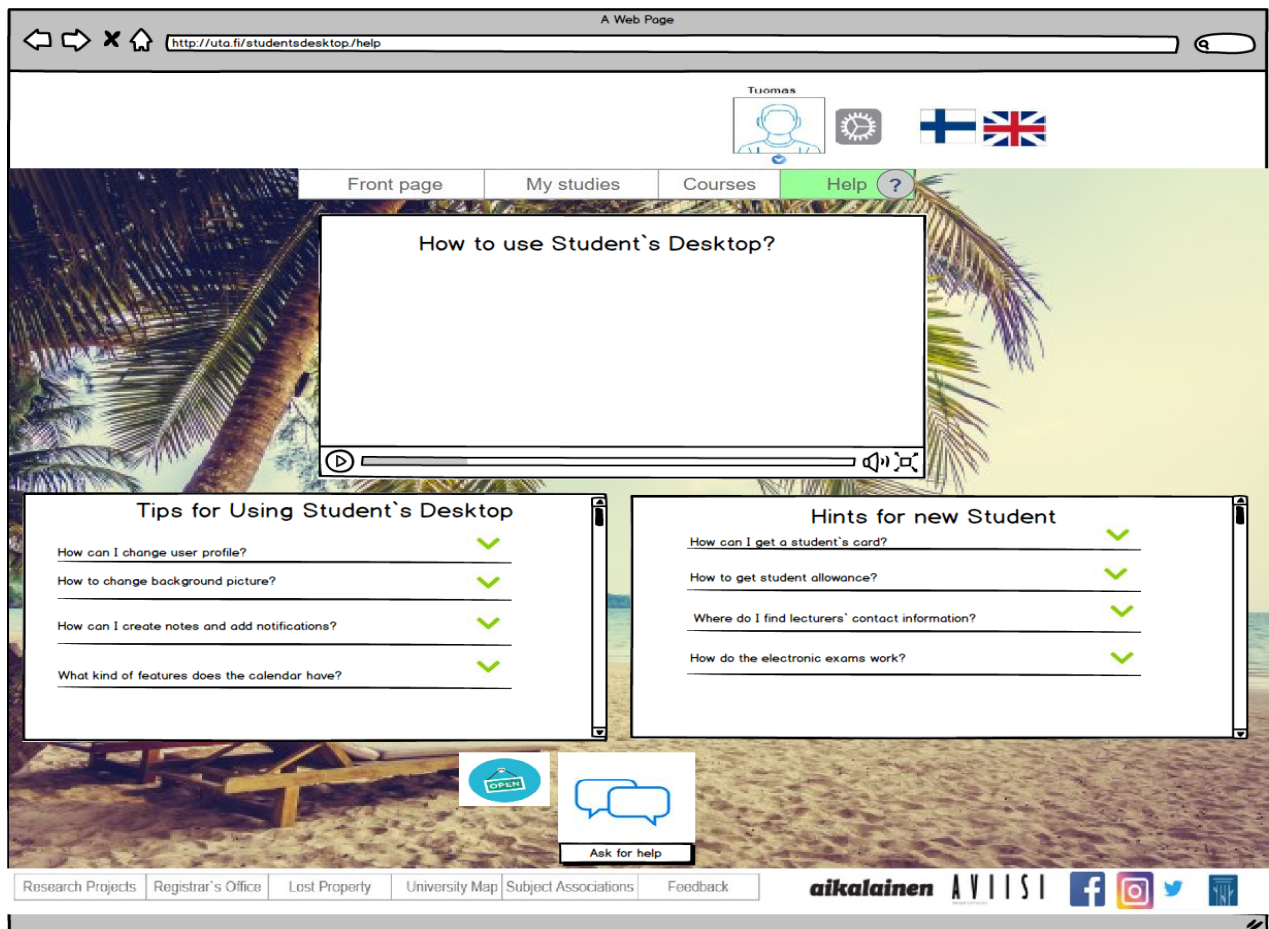 A Web Page
http://uta.fi/studentsdesktop./help
Tuomas
Front page
My studies
Courses
Help ?
How to use Student`s Desktop?
Tips for Using Student`s Desktop
How can I change user profile?
How to change background picture?
How can I create notes and add notifications?
What kind of features does the calendar have?
Hints for new Student
How can I get a student`s card?
How to get student allowance?
Where do I find lecturers` contact information?
How do the electronic exams work?
OPEN
Ask for help
Research Projects
Registrar`s Office
Lost Property
University Map
Subject Associations
Feedback
aikalainen
AVIISI
f